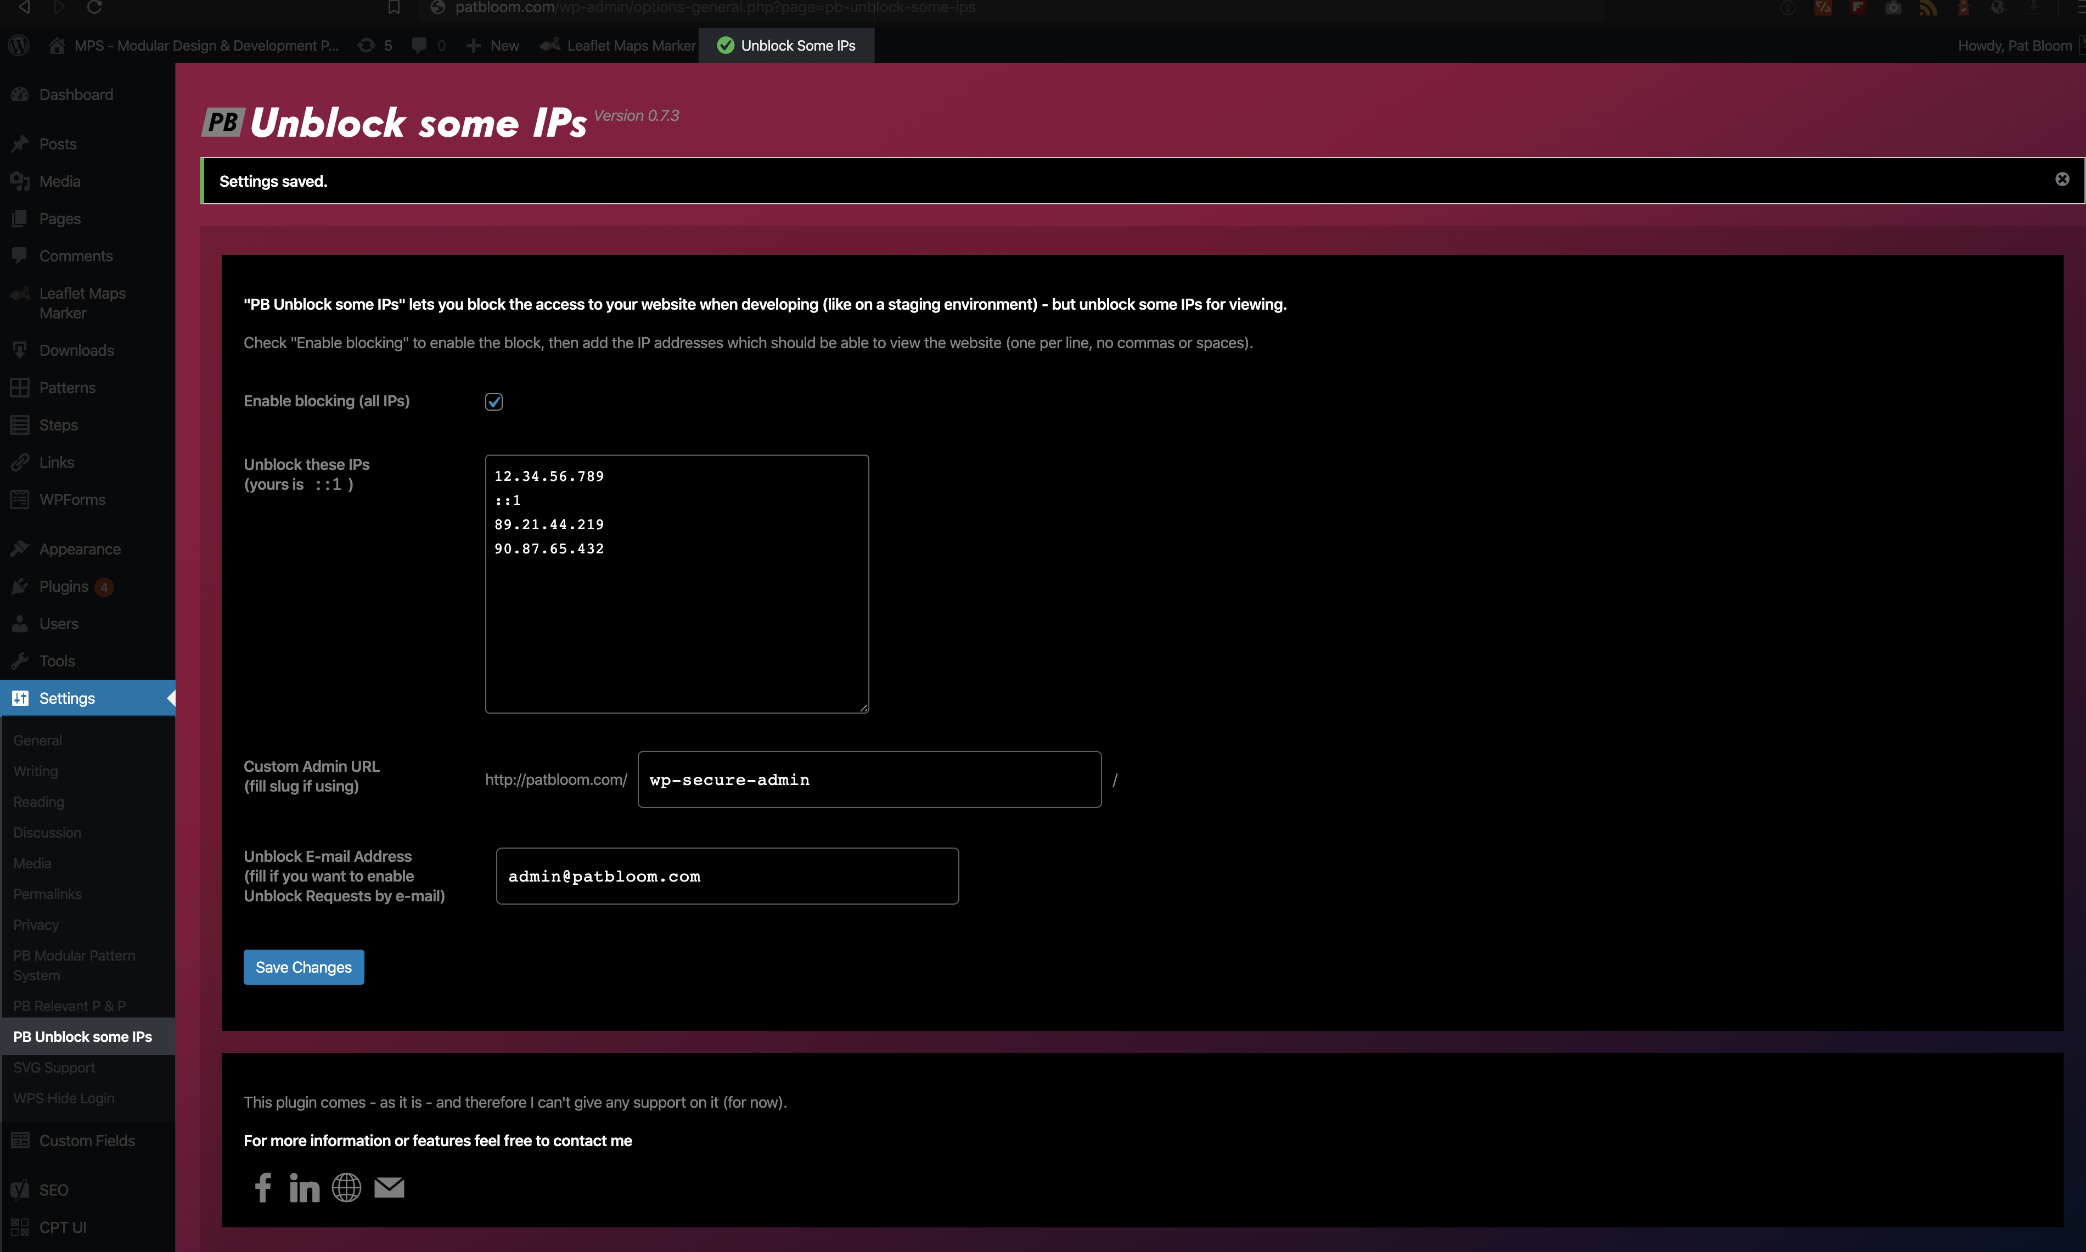 patbloom.com/wp-admin/options-general.php?page=pb-unblock-some-ips
MPS - Modular Design & Development P... 5 0 New Leaflet Maps Marker Unblock Some IPs Howdy, Pat Bloom
Dashboard
Posts
Media
Pages
Comments
Leaflet Maps
Marker
Downloads
Patterns
Steps
Links
WPForms
Appearance
Plugins 4
Users
Tools
Settings
General
Writing
Reading
Discussion
Media
Permalinks
Privacy
PB Modular Pattern
System
PB Relevant P & P
PB Unblock some IPs
SVG Support
WPS Hide Login
Custom Fields
SEO
CPT UI
PB Unblock some IPs Version 0.7.3
Settings saved.
"PB Unblock some IPs" lets you block the access to your website when developing (like on a staging environment) - but unblock some IPs for viewing.
Check "Enable blocking" to enable the block, then add the IP addresses which should be able to view the website (one per line, no commas or spaces).
Enable blocking (all IPs)
Unblock these IPs
(yours is ::1 )
12.34.56.789
::1
89.21.44.219
90.87.65.432
Custom Admin URL
(fill slug if using)
http://patbloom.com/ wp-secure-admin /
Unblock E-mail Address
(fill if you want to enable
Unblock Requests by e-mail)
admin@patbloom.com
Save Changes
This plugin comes - as it is - and therefore I can't give any support on it (for now).
For more information or features feel free to contact me